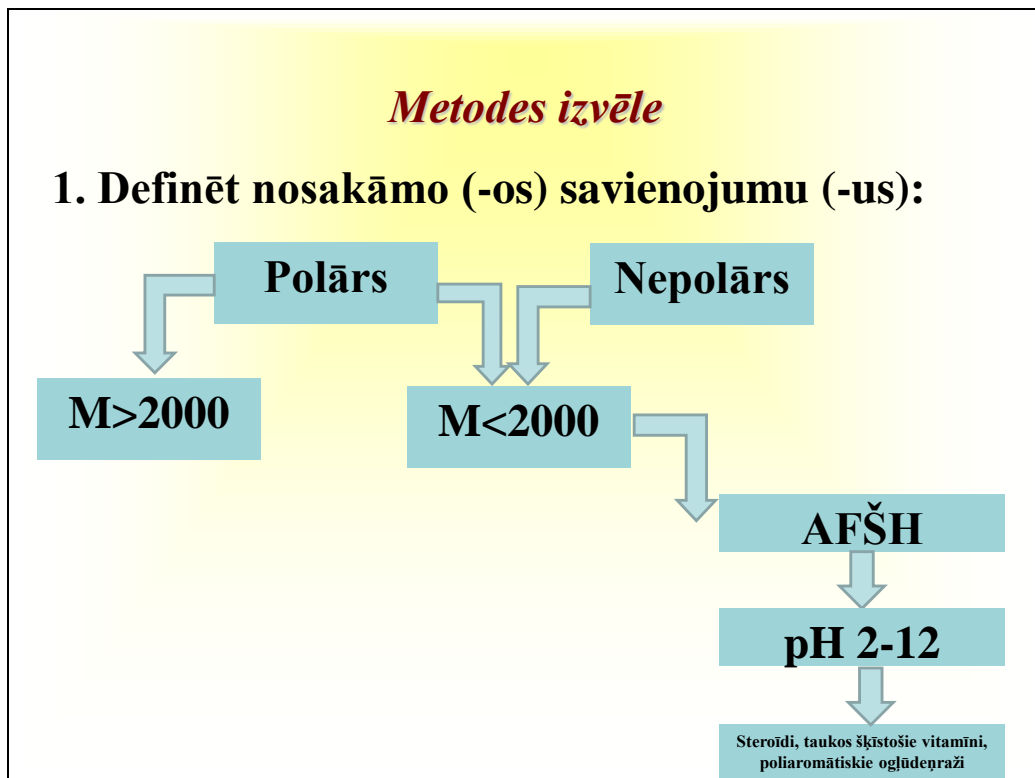 Metodes izvēle
1. Definēt nosakāmo (-os) savienojumu (-us):
Polārs
Nepolārs
M>2000
M<2000
AFŠH
pH 2-12
Steroīdi, taukos šķīstošie vitamīni,
poliaromātiskie ogļūdeņraži